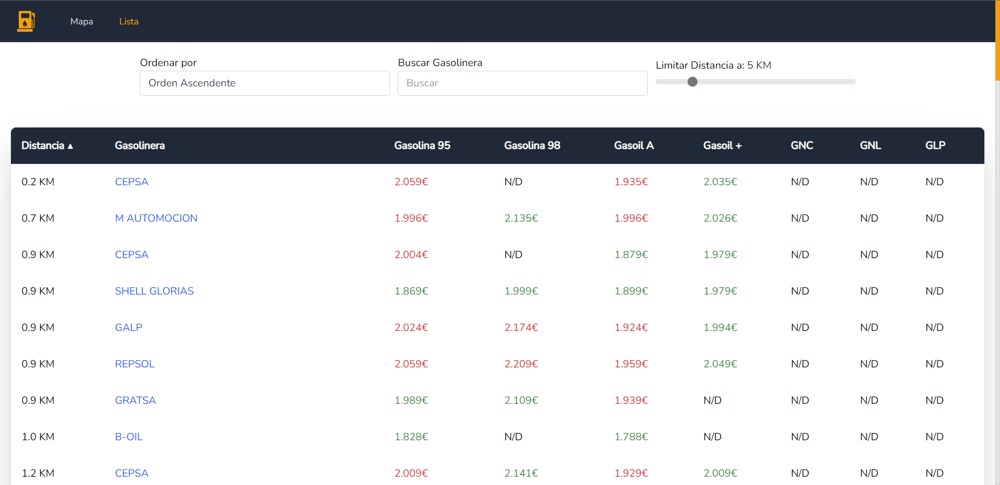 Mapa Lista
Ordenar por Buscar Gasolinera Limitar Distancia a: 5 KM
Orden Ascendente Buscar
Distancia ▲ Gasolinera Gasolina 95 Gasolina 98 Gasoil A Gasoil + GNC GNL GLP
0.2 KM CEPSA 2.059€ N/D 1.935€ 2.035€ N/D N/D N/D
0.7 KM M AUTOMOCION 1.996€ 2.135€ 1.996€ 2.026€ N/D N/D N/D
0.9 KM CEPSA 2.004€ N/D 1.879€ 1.979€ N/D N/D N/D
0.9 KM SHELL GLORIAS 1.869€ 1.999€ 1.899€ 1.979€ N/D N/D N/D
0.9 KM GALP 2.024€ 2.174€ 1.924€ 1.994€ N/D N/D N/D
0.9 KM REPSOL 2.059€ 2.209€ 1.959€ 2.049€ N/D N/D N/D
0.9 KM GRATSA 1.989€ 2.109€ 1.939€ N/D N/D N/D N/D
1.0 KM B-OIL 1.828€ N/D 1.788€ N/D N/D N/D N/D
1.2 KM CEPSA 2.009€ 2.141€ 1.929€ 2.009€ N/D N/D N/D